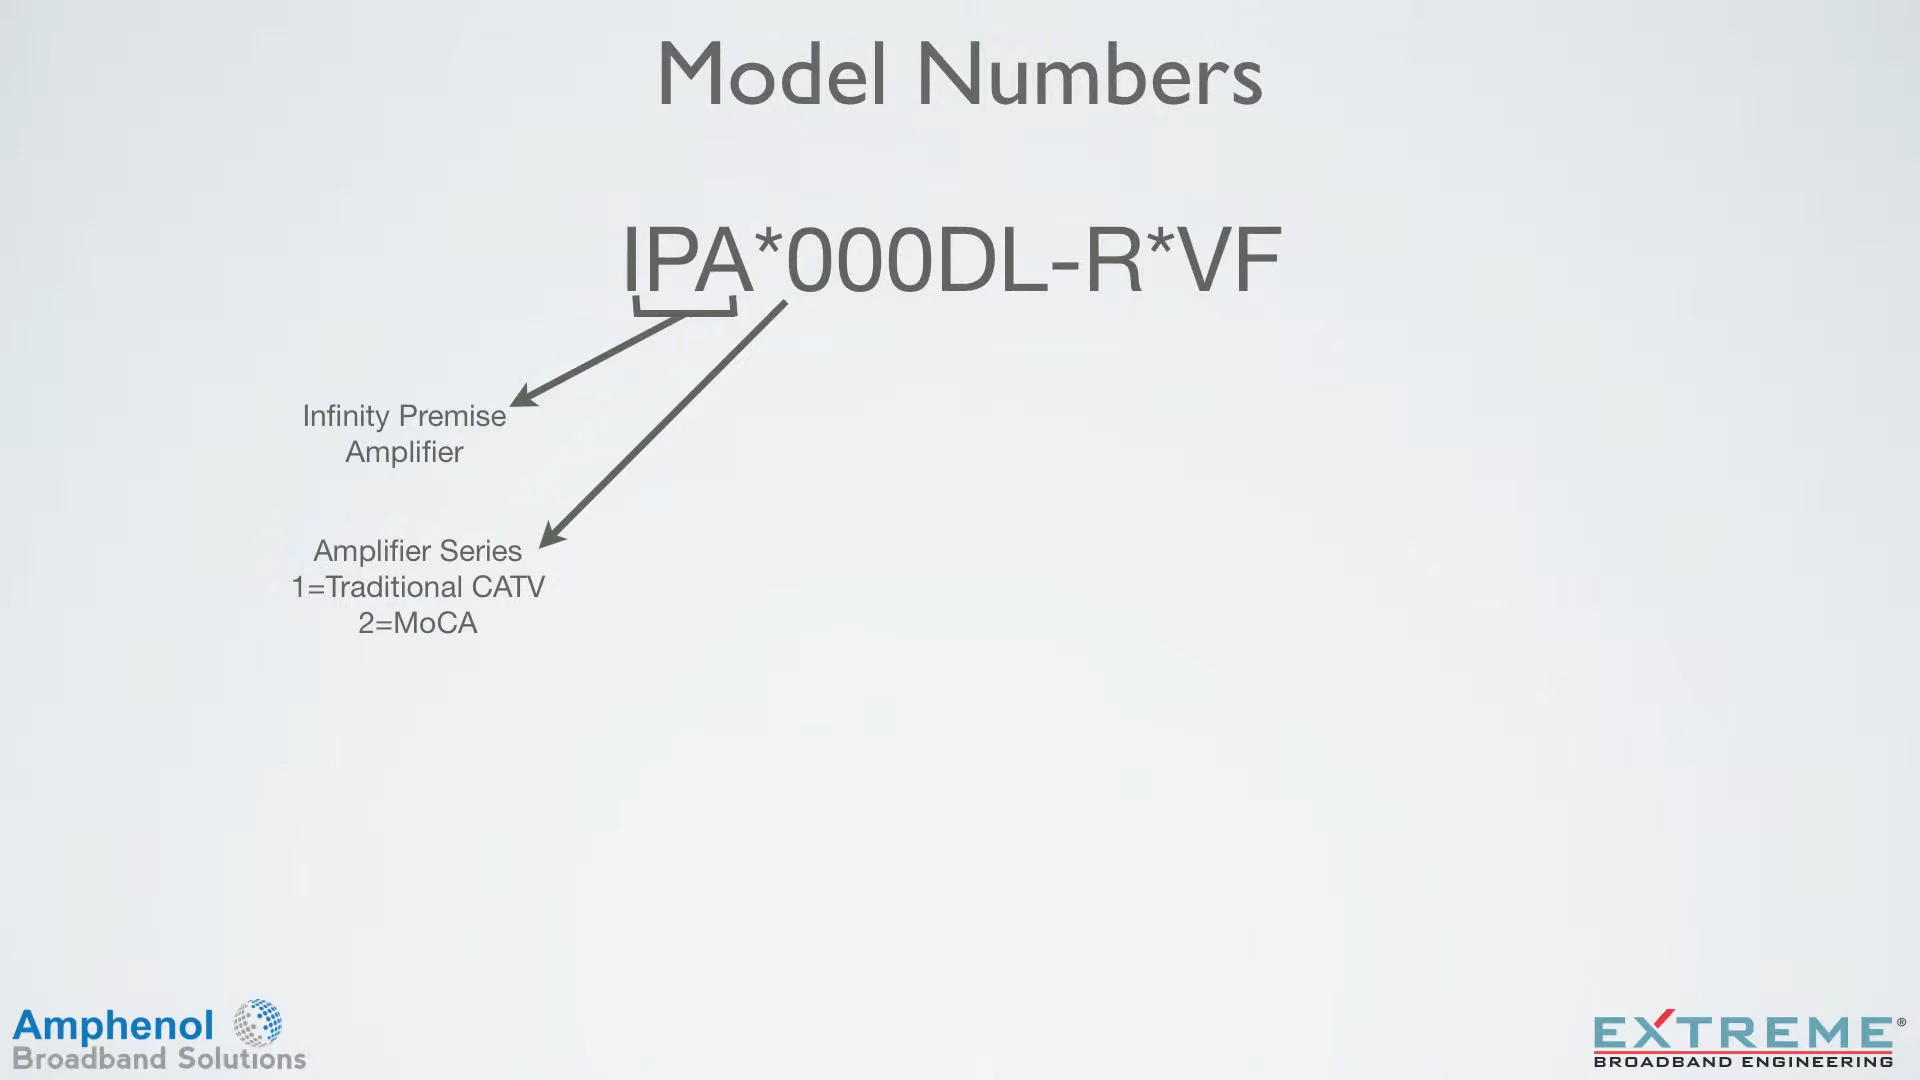 Model Numbers
IPA*000DL-R*VF
Infinity Premise
Amplifier
Amplifier Series
1=Traditional CATV
2=MoCA
Amphenol
Broadband Solutions
EXTREME®
BROADBAND ENGINEERING